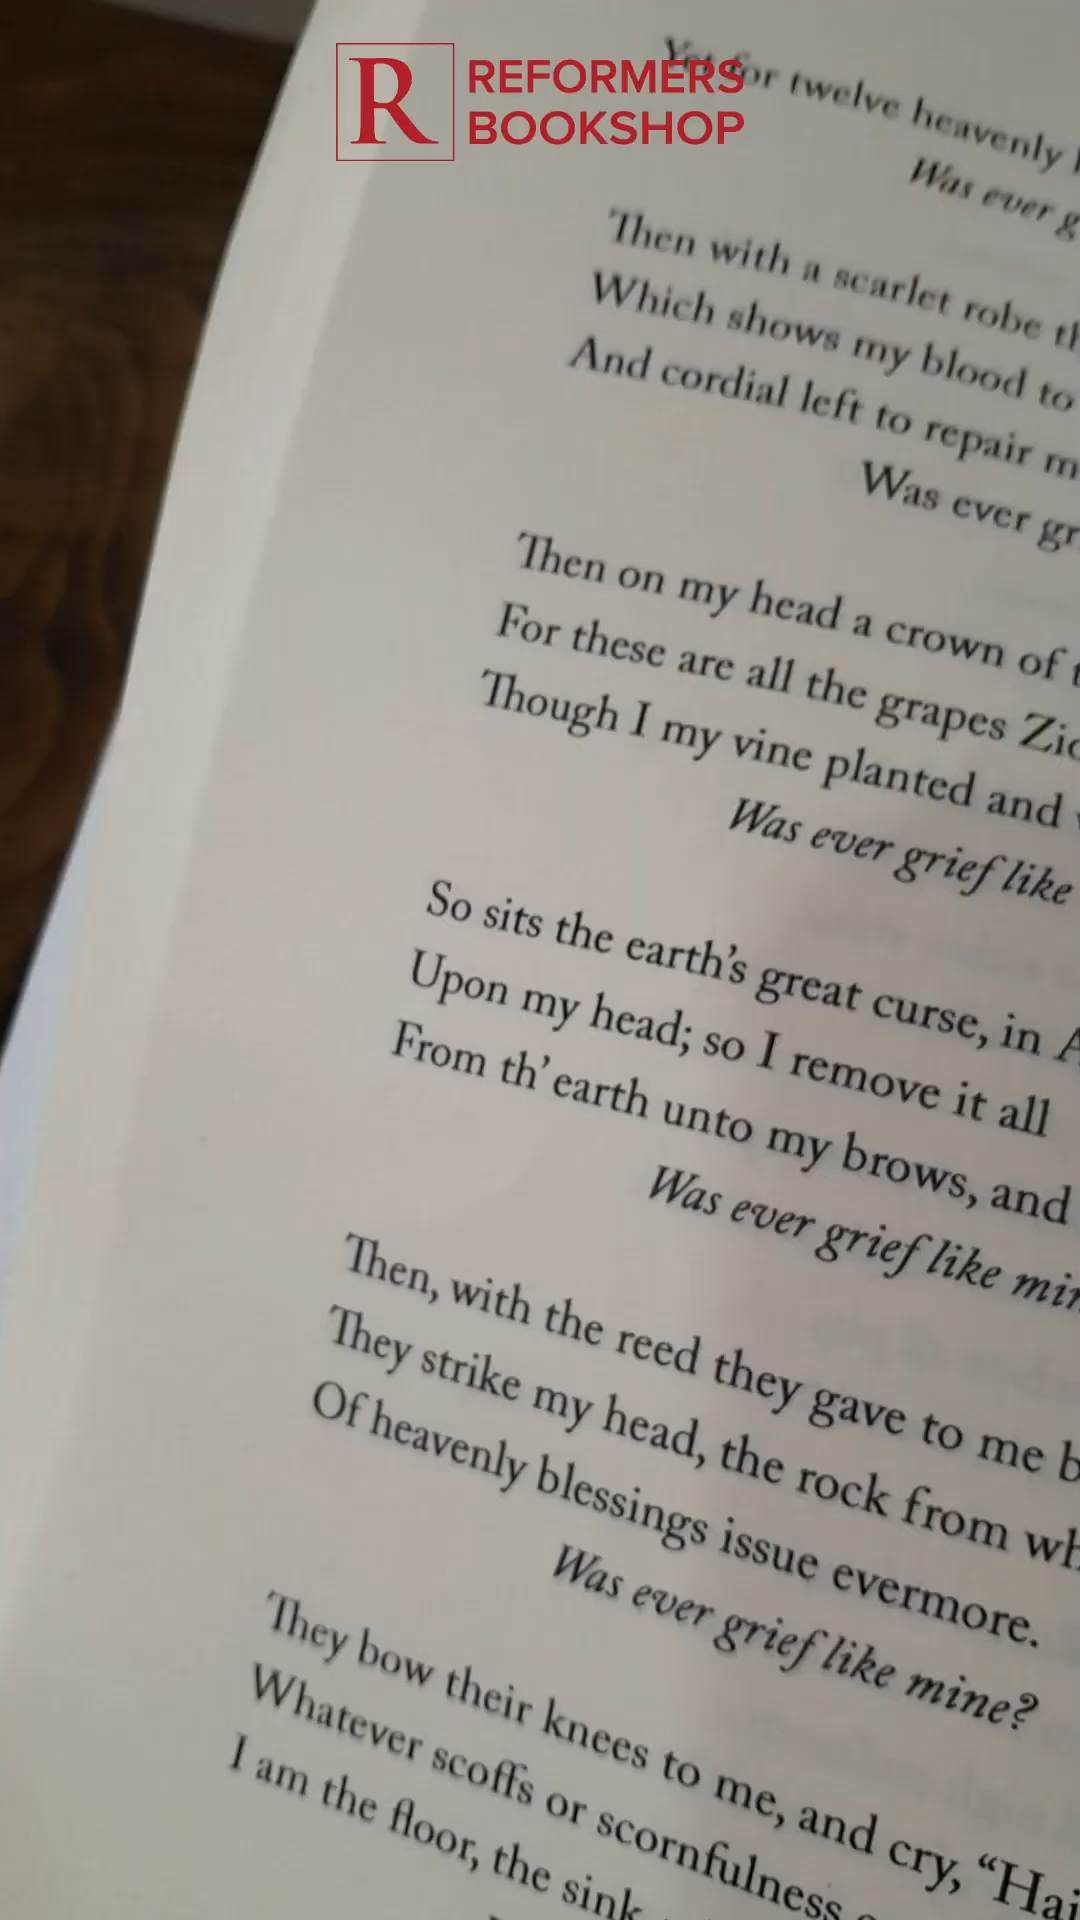 REFORMERS
BOOKSHOP
Yet for twelve heavenly
Was ever
Then with a scarlet robe
Which shows my blood to
And cordial left to repair
Was ever
Then on my head a crown of
For these are all the grapes
Though I my vine planted and
Was ever grief like
So sits the earth's great curse, in
Upon my head; so I remove it all
From th' earth unto my brows, and
Was ever grief like
Then, with the reed they gave to me
They strike my head, the rock from
Of heavenly blessings issue evermore.
Was ever grief like mine?
They bow their knees to me, and cry, “
Whatever scoffs or scornfulness
I am the floor, the sink